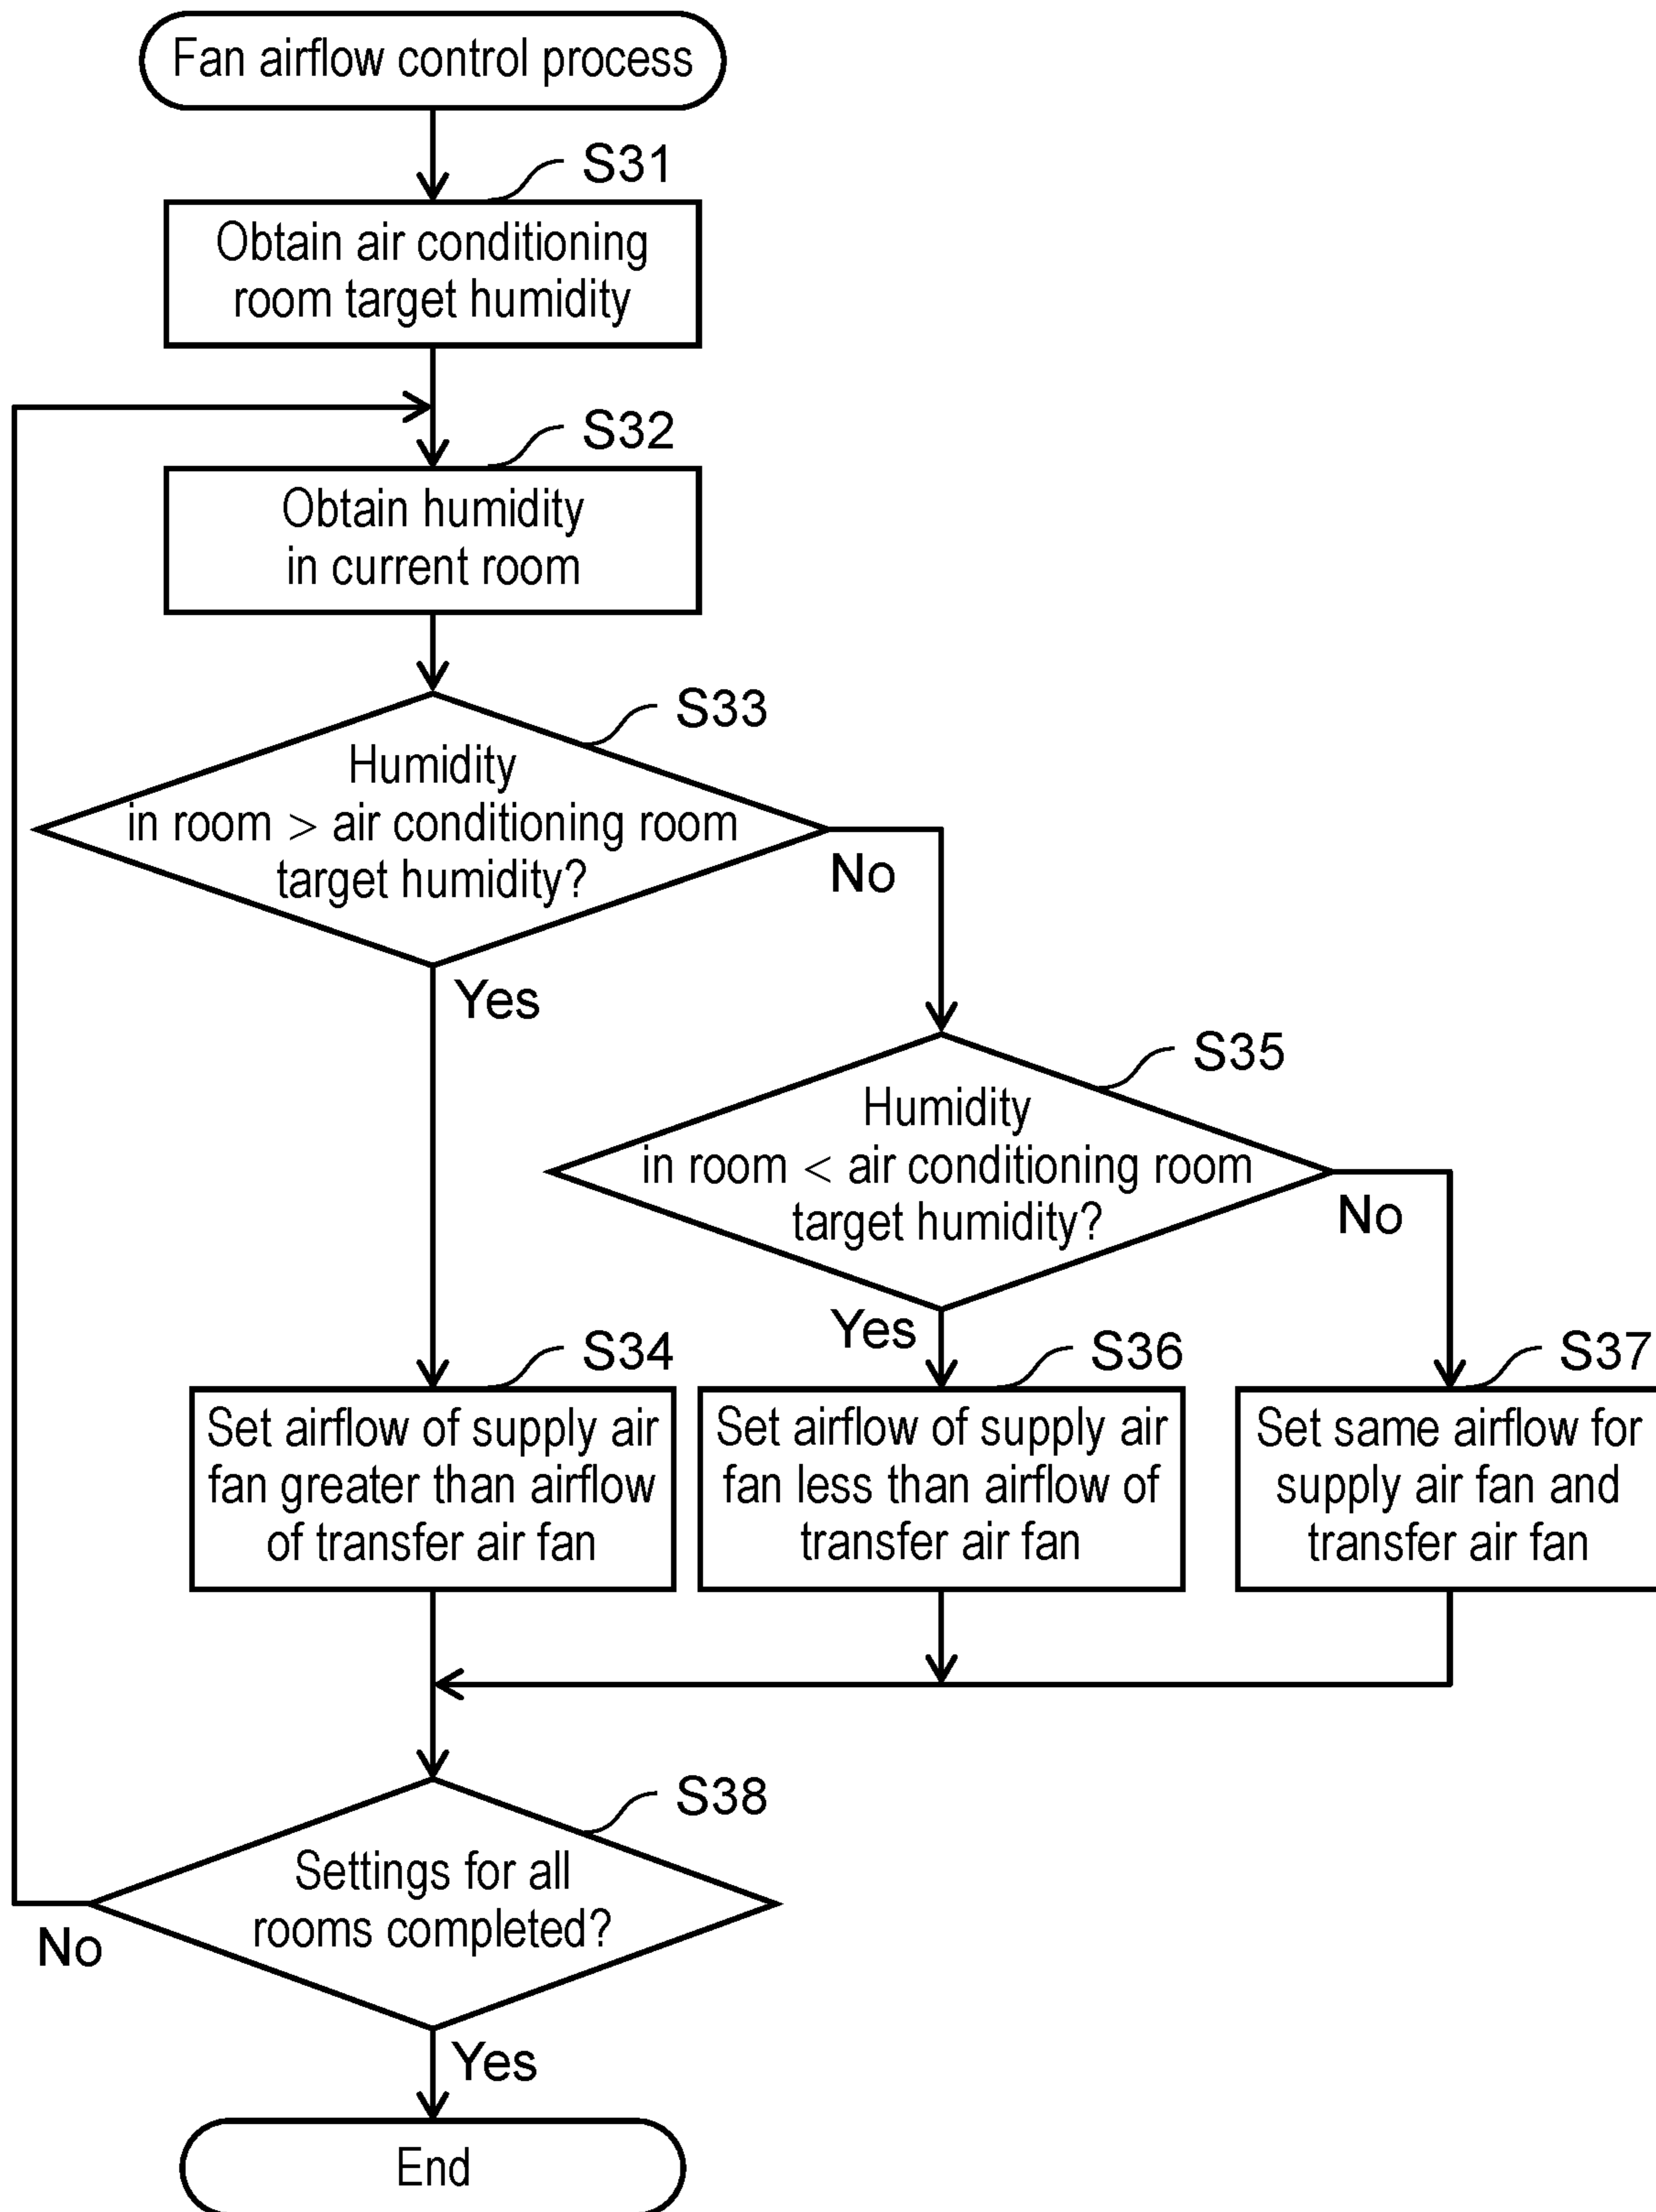 Fan airflow control process
S31
Obtain air conditioning
room target humidity
S32
Obtain humidity
in current room
S33
Humidity
in room > air conditioning room
target humidity?
No
Yes
S35
Humidity
in room < air conditioning room
target humidity?
No
Yes
S34
Set airflow of supply air
fan greater than airflow
of transfer air fan
S36
Set airflow of supply air
fan less than airflow of
transfer air fan
S37
Set same airflow for
supply air fan and
transfer air fan
S38
Settings for all
rooms completed?
No
Yes
End